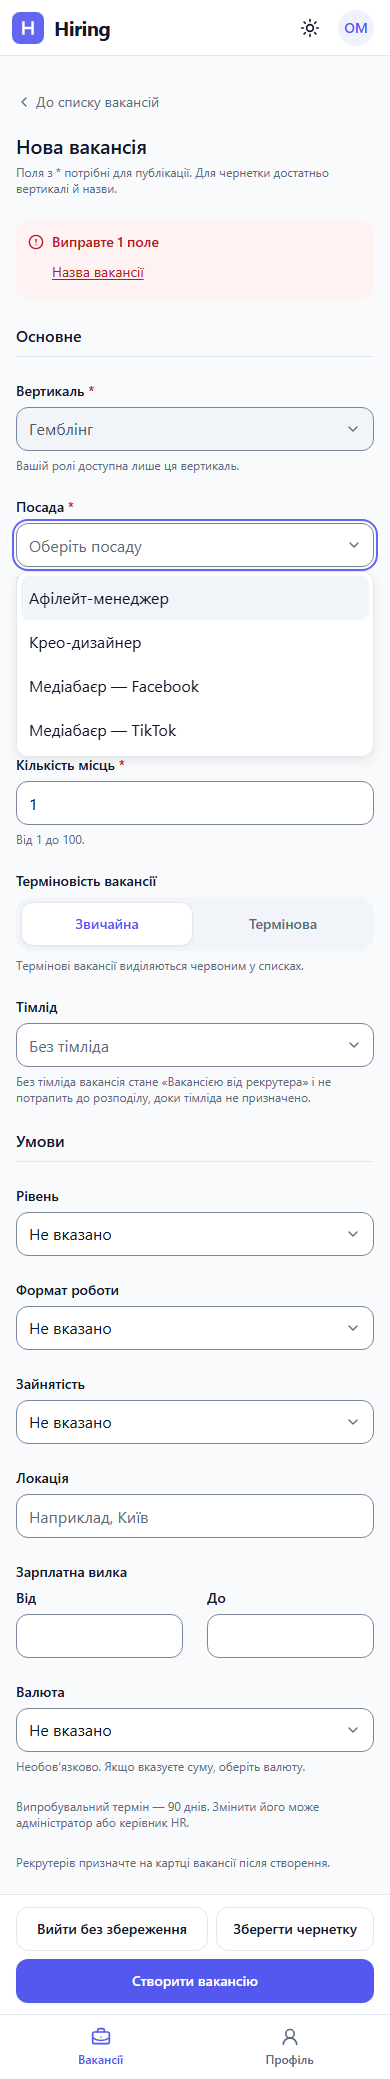 H Hiring
OM
До списку вакансій
Нова вакансія
Поля з * потрібні для публікації. Для чернетки достатньо
вертикалі й назви.
Виправте 1 поле
Назва вакансії
Основне
Вертикаль *
Гемблінг
Вашій ролі доступна лише ця вертикаль.
Посада *
Оберіть посаду
Афілейт-менеджер
Крео-дизайнер
Медіабаєр — Facebook
Медіабаєр — TikTok
Кількість місць *
1
Від 1 до 100.
Терміновість вакансії
Звичайна Термінова
Термінові вакансії виділяються червоним у списках.
Тімлід
Без тімліда
Без тімліда вакансія стане «Вакансією від рекрутера» і не
потрапить до розподілу, доки тімліда не призначено.
Умови
Рівень
Не вказано
Формат роботи
Не вказано
Зайнятість
Не вказано
Локація
Наприклад, Київ
Зарплатна вилка
Від До
Валюта
Не вказано
Необов'язково. Якщо вказуєте суму, оберіть валюту.
Випробувальний термін — 90 днів. Змінити його може
адміністратор або керівник HR.
Рекрутерів призначте на картці вакансії після створення.
Вийти без збереження Зберегти чернетку
Створити вакансію
Вакансії Профіль